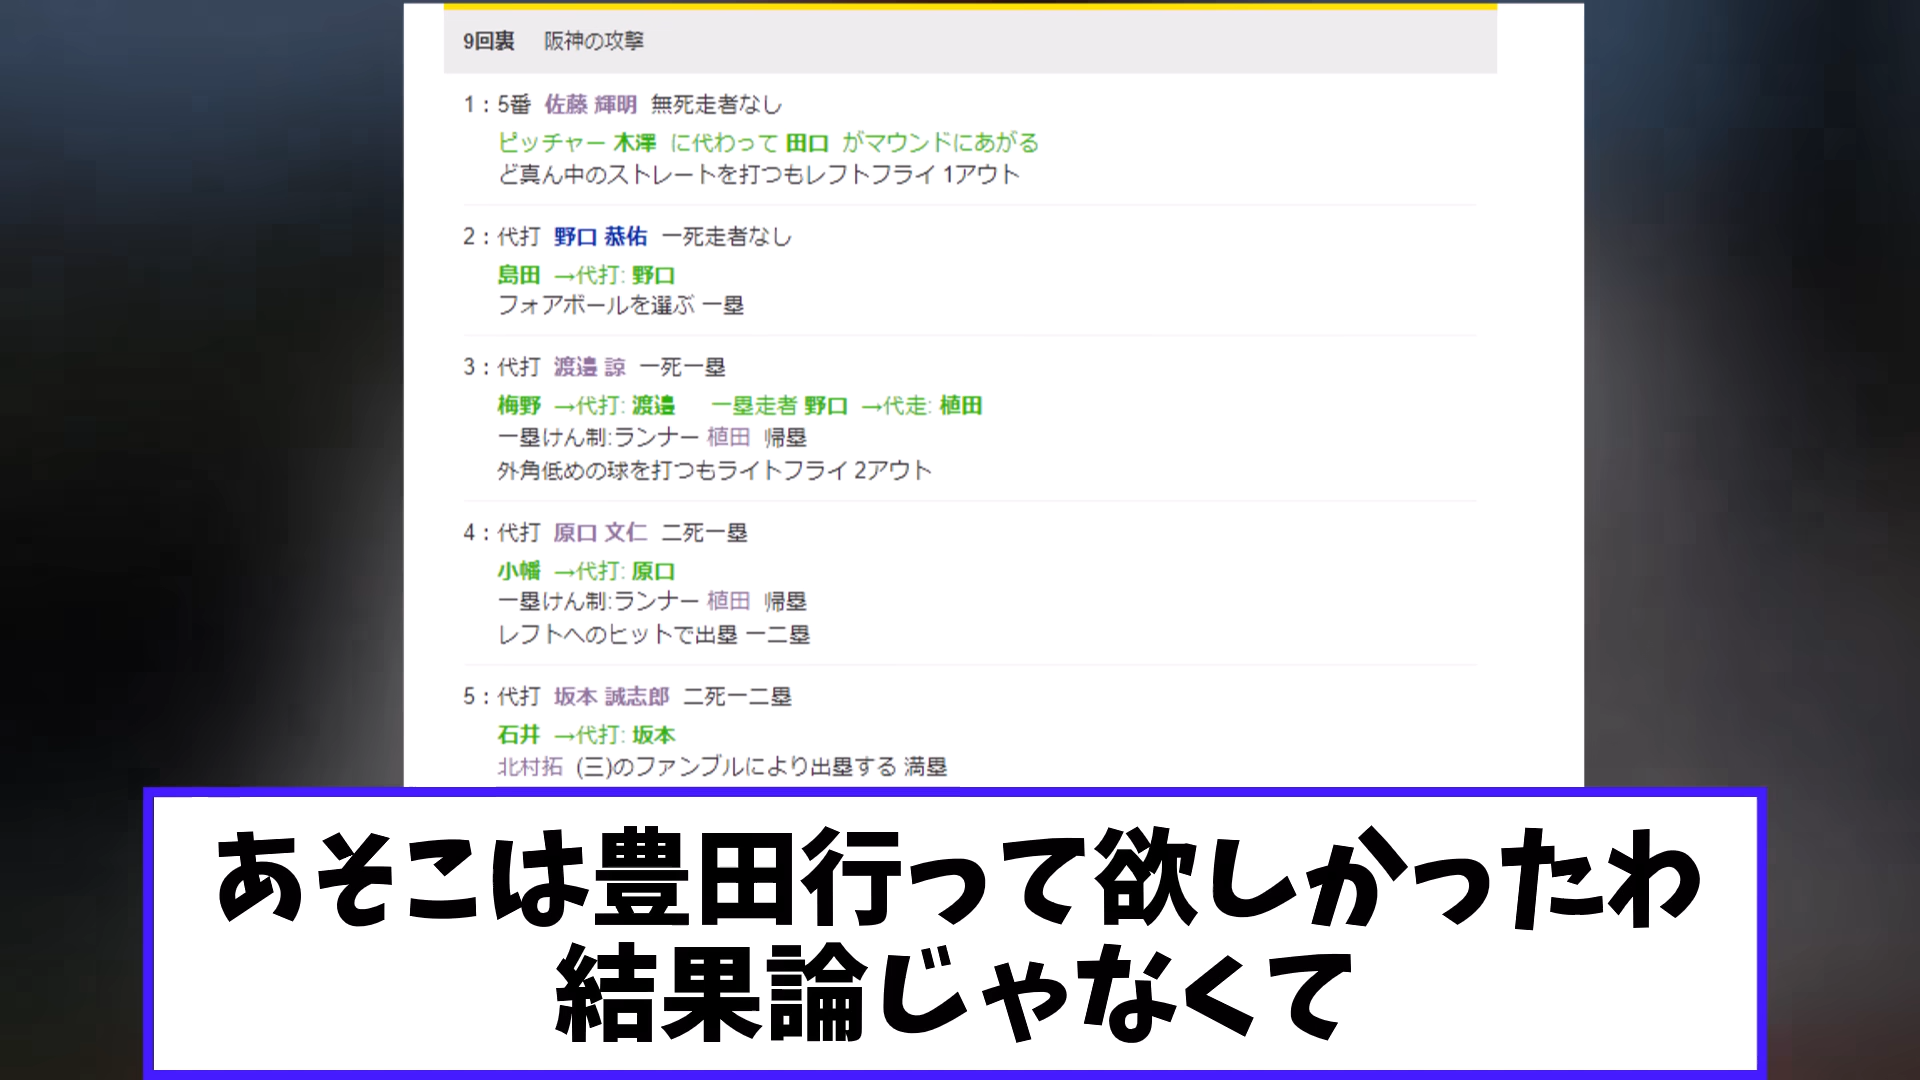 9回裏 阪神の攻撃
1 : 5番 佐藤 輝明 無死走者なし
ピッチャー 木澤 に代わって 田口 がマウンドにあがる
ど真ん中のストレートを打つもレフトフライ 1アウト
2 : 代打 野口 恭佑 一死走者なし
島田 →代打: 野口
フォアボールを選ぶ 一塁
3 : 代打 渡邉 諒 一死一塁
梅野 →代打: 渡邉 一塁走者 野口 →代走: 植田
一塁けん制:ランナー 植田 帰塁
外角低めの球を打つもライトフライ 2アウト
4 : 代打 原口 文仁 二死一塁
小幡 →代打: 原口
一塁けん制:ランナー 植田 帰塁
レフトへのヒットで出塁 一二塁
5 : 代打 坂本 誠志郎 二死一二塁
石井 →代打: 坂本
北村拓 (三)のファンブルにより出塁する 満塁
あそこは豊田行って欲しかったわ
結果論じゃなくて